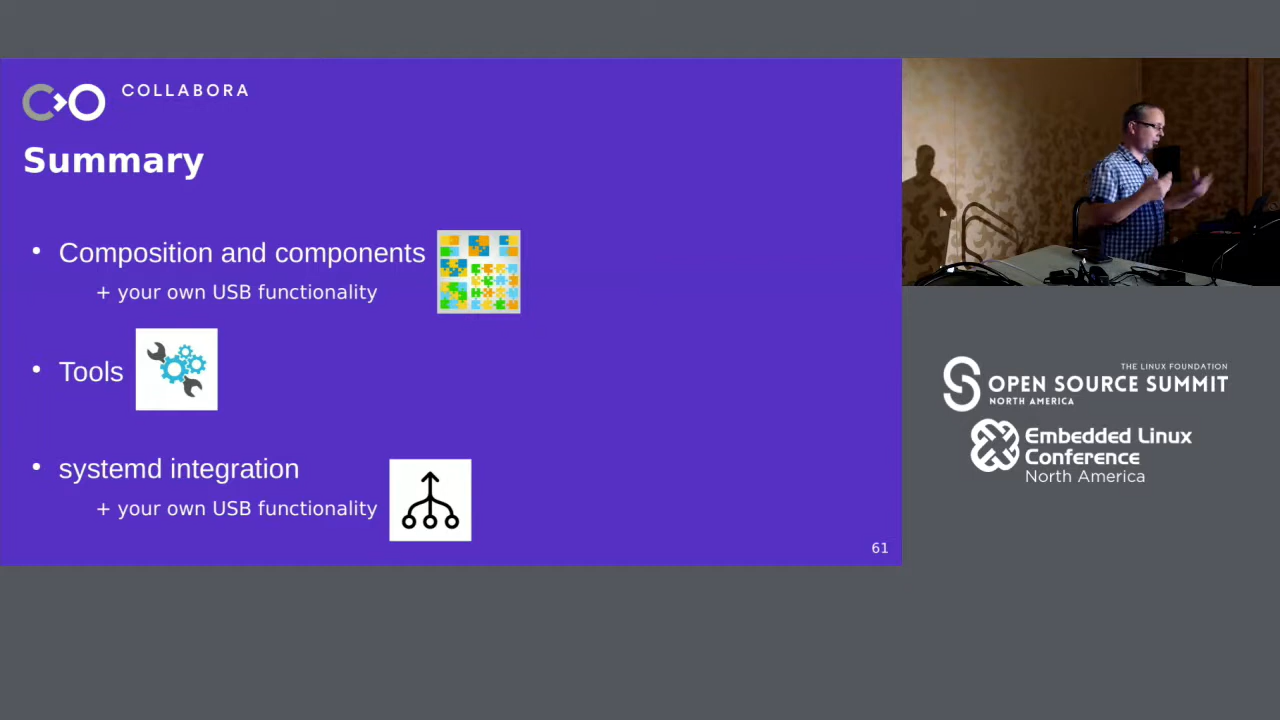 COLLABORA
Summary
• Composition and components
+ your own USB functionality
• Tools
• systemd integration
+ your own USB functionality
61
THE LINUX FOUNDATION
OPEN SOURCE SUMMIT
NORTH AMERICA
Embedded Linux
Conference
North America